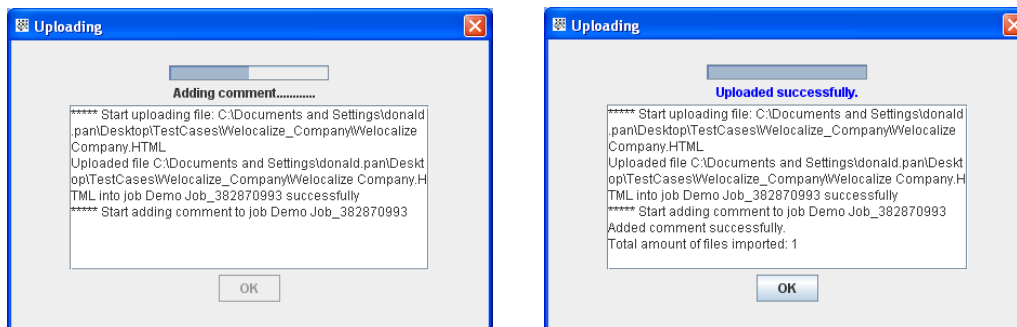 Uploading
Adding comment............
***** Start uploading file: C:\Documents and Settings\donald
.pan\Desktop\TestCases\Welocalize_Company\Welocalize
Company.HTML
Uploaded file C:\Documents and Settings\donald.pan\Deskt
op\TestCases\Welocalize_Company\Welocalize Company.H
TML into job Demo Job_382870993 successfully
***** Start adding comment to job Demo Job_382870993
OK
Uploading
Uploaded successfully.
***** Start uploading file: C:\Documents and Settings\donald
.pan\Desktop\TestCases\Welocalize_Company\Welocalize
Company.HTML
Uploaded file C:\Documents and Settings\donald.pan\Deskt
op\TestCases\Welocalize_Company\Welocalize Company.H
TML into job Demo Job_382870993 successfully
***** Start adding comment to job Demo Job_382870993
Added comment successfully.
Total amount of files imported: 1
OK